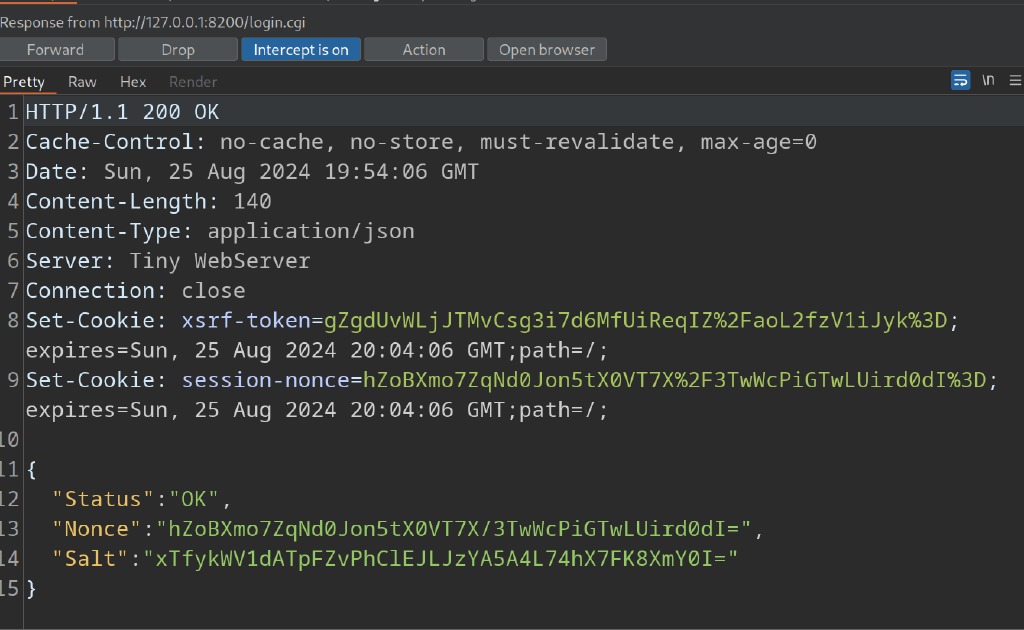 Response from http://127.0.0.1:8200/login.cgi
Forward Drop Intercept is on Action Open browser
Pretty Raw Hex Render \n
1 HTTP/1.1 200 OK
2 Cache-Control: no-cache, no-store, must-revalidate, max-age=0
3 Date: Sun, 25 Aug 2024 19:54:06 GMT
4 Content-Length: 140
5 Content-Type: application/json
6 Server: Tiny WebServer
7 Connection: close
8 Set-Cookie: xsrf-token=gZgdUvWLjJTMvCsg3i7d6MfUiReqIZ%2FaoL2fzV1iJyk%3D;
expires=Sun, 25 Aug 2024 20:04:06 GMT;path=/;
9 Set-Cookie: session-nonce=hZoBXmo7ZqNd0Jon5tX0VT7X%2F3TwWcPiGTwLUird0dI%3D;
expires=Sun, 25 Aug 2024 20:04:06 GMT;path=/;
10
11 {
12 "Status":"OK",
13 "Nonce":"hZoBXmo7ZqNd0Jon5tX0VT7X/3TwWcPiGTwLUird0dI=",
14 "Salt":"xTfykWV1dATpFZvPhClEJLJzYA5A4L74hX7FK8XmY0I="
15 }